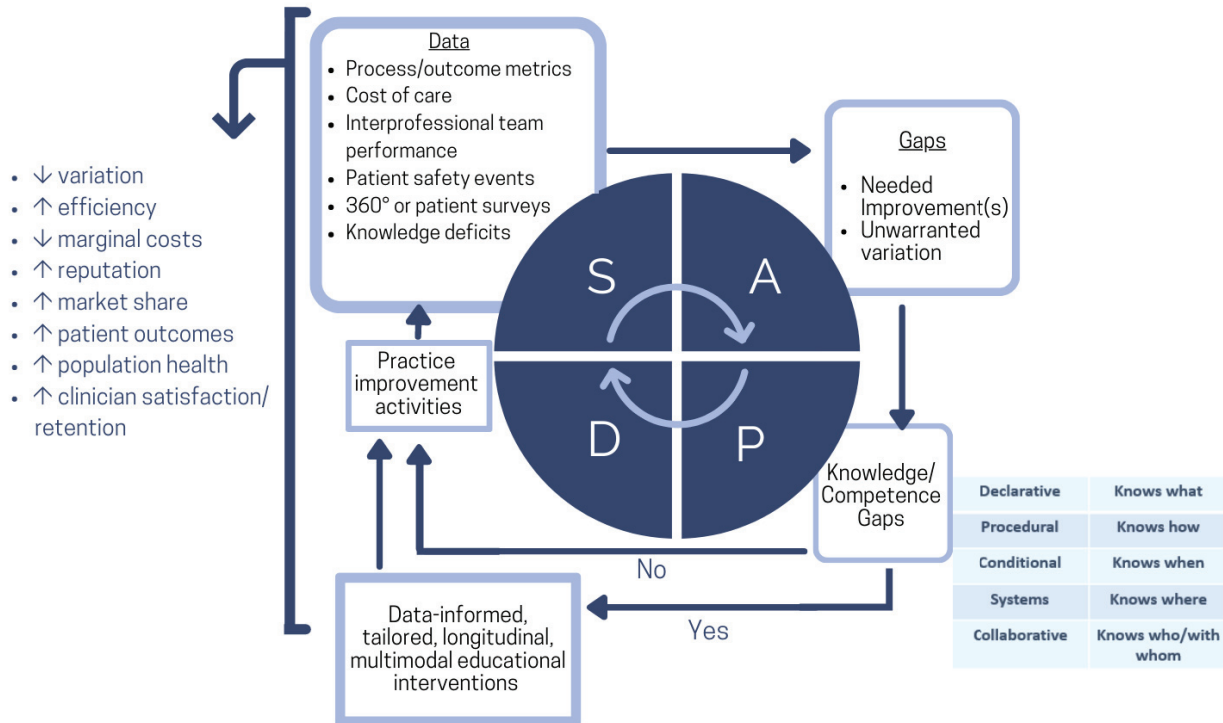 Data
• Process/outcome metrics
• Cost of care
• Interprofessional team
performance
• Patient safety events
• 360° or patient surveys
• Knowledge deficits
Gaps
• Needed
Improvement(s)
• Unwarranted
variation
• ↓ variation
• ↑ efficiency
• ↓ marginal costs
• ↑ reputation
• ↑ market share
• ↑ patient outcomes
• ↑ population health
• ↑ clinician satisfaction/
retention
S
A
D
P
Practice
improvement
activities
Knowledge/
Competence
Gaps
Declarative Knows what
Procedural Knows how
Conditional Knows when
Systems Knows where
Collaborative Knows who/with
whom
No
Yes
Data-informed,
tailored, longitudinal,
multimodal educational
interventions